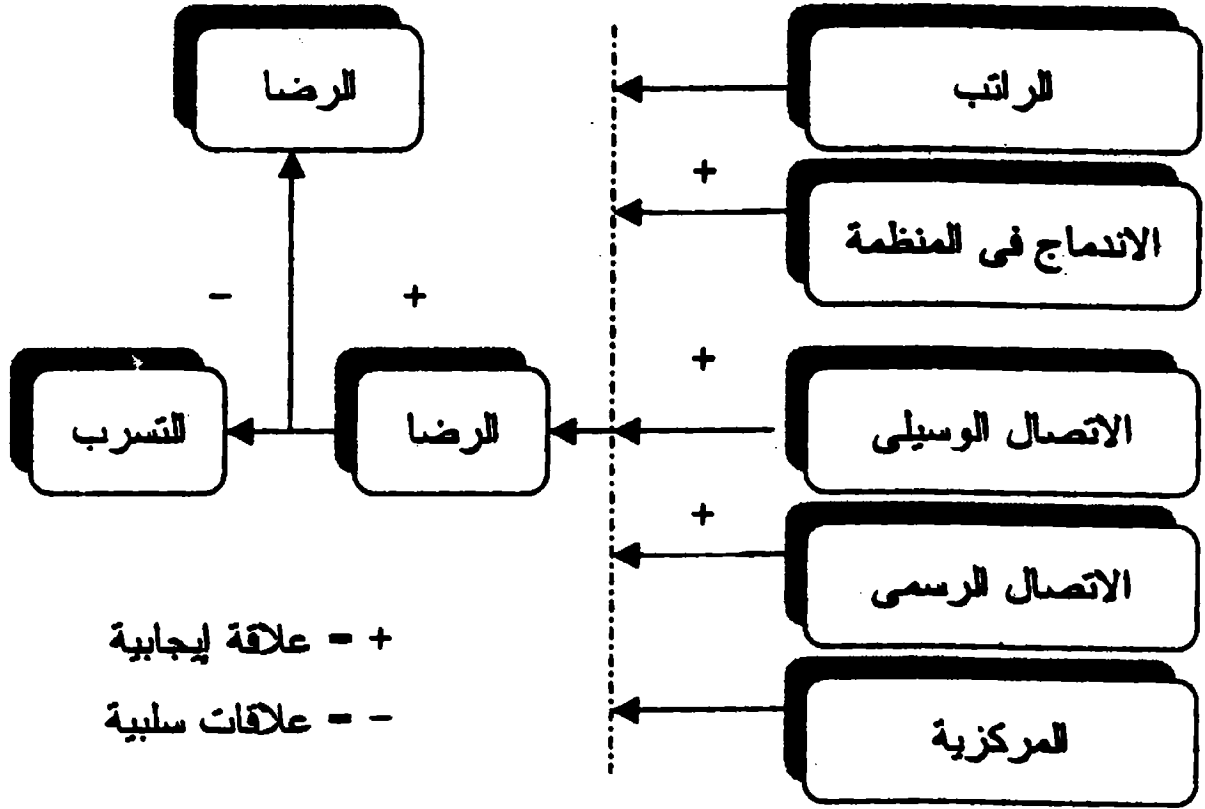 الرضا
الراتب
+
الاندماج فى المنظمة
- +
+
التسرب
الرضا
الاتصال الوسيلى
+
الاتصال الرسمى
+ = علاقة إيجابية
- = علاقات سلبية
المركزية